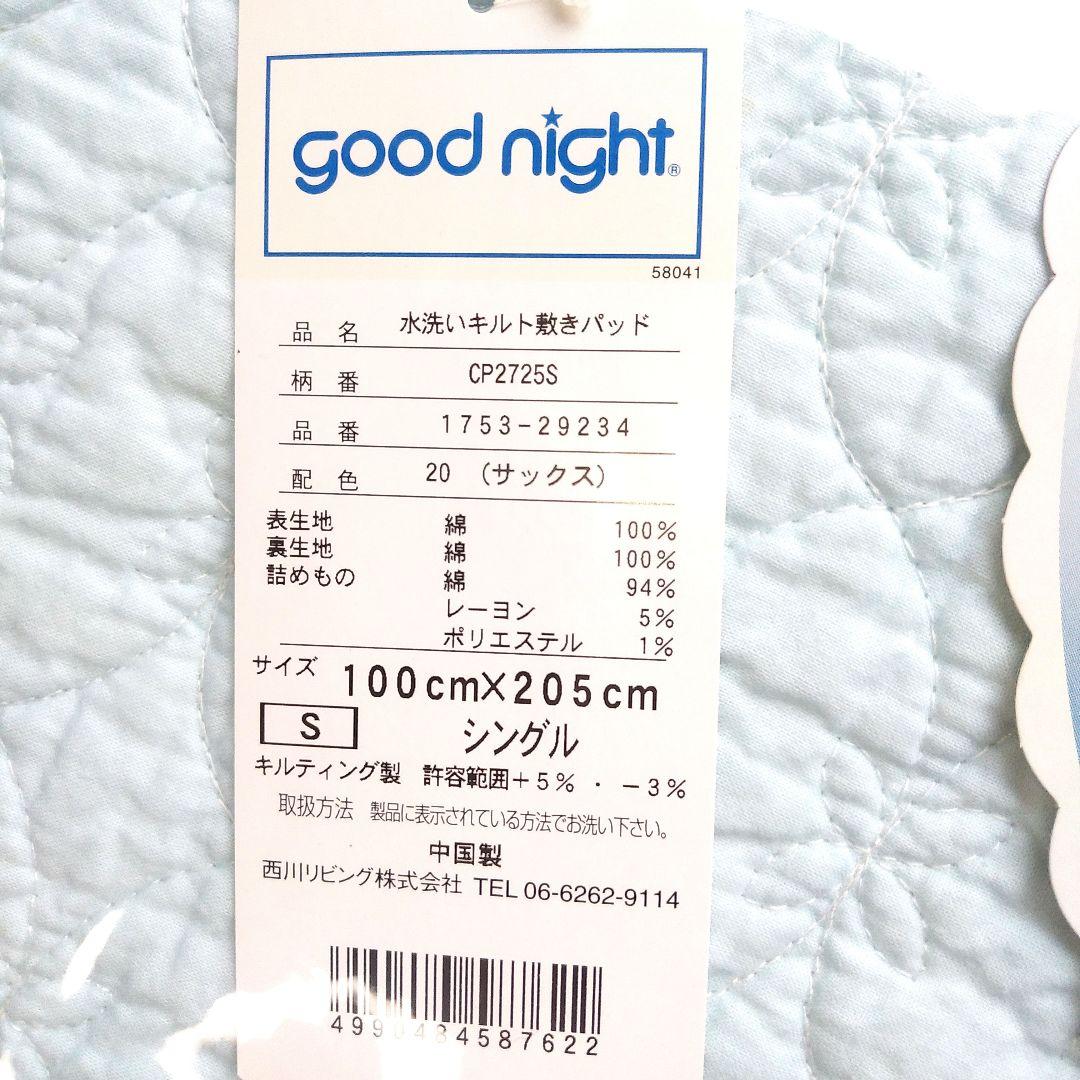 good night®
58041
品名 水洗いキルト敷きパッド
柄番 CP2725S
品番 1753-29234
配色 20 (サックス)
表生地 綿 100%
裏生地 綿 100%
詰めもの 綿 94%
レーヨン 5%
ポリエステル 1%
サイズ 100cm×205cm
S シングル
キルティング製 許容範囲+5%・-3%
取扱方法 製品に表示されている方法でお洗い下さい。
中国製
西川リビング株式会社 TEL 06-6262-9114
4990484587622